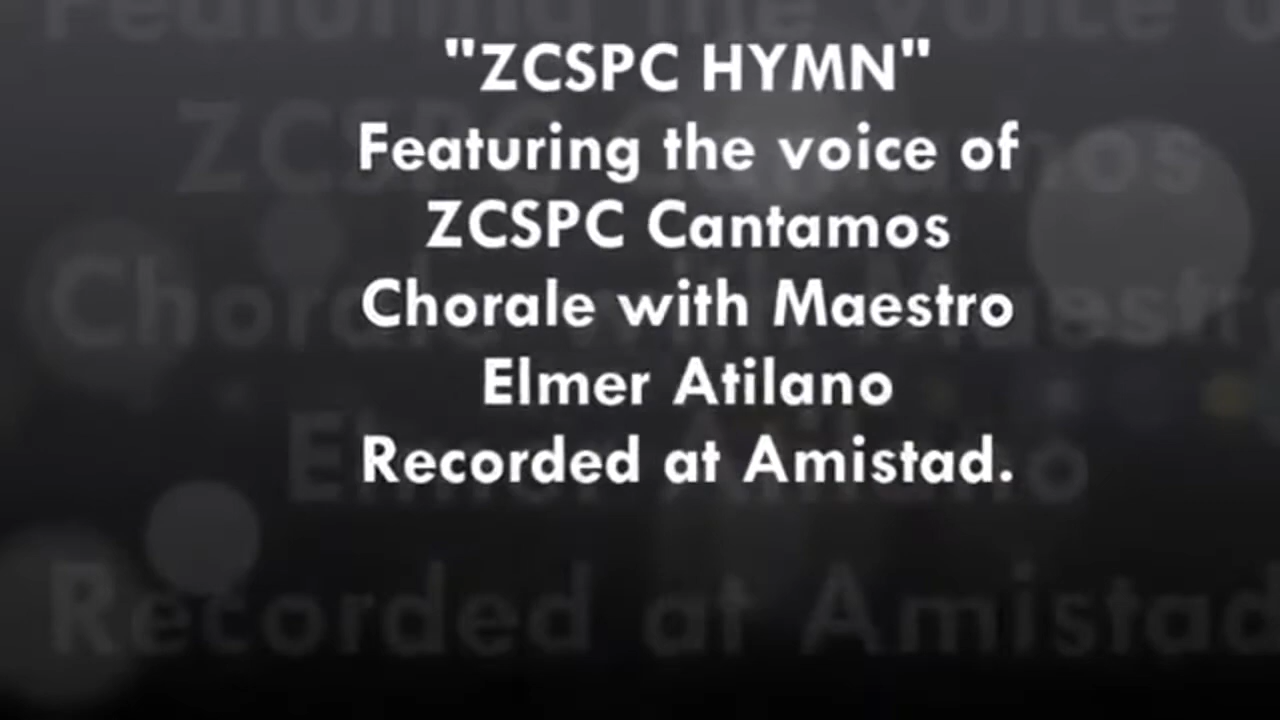 "ZCSPC HYMN"
Featuring the voice of
ZCSPC Cantamos
Chorale with Maestro
Elmer Atilano
Recorded at Amistad.